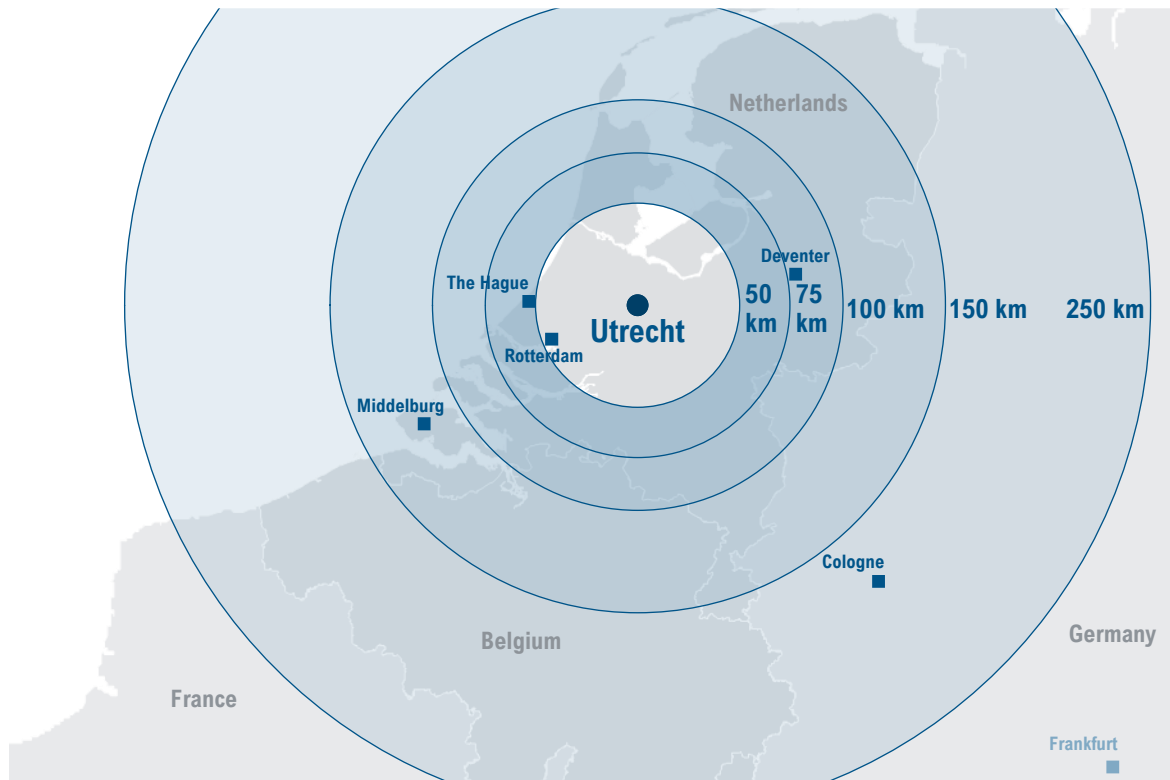 Netherlands
Deventer
The Hague
50
km
75
km
100 km
150 km
250 km
Utrecht
Rotterdam
Middelburg
Cologne
Belgium
Germany
France
Frankfurt